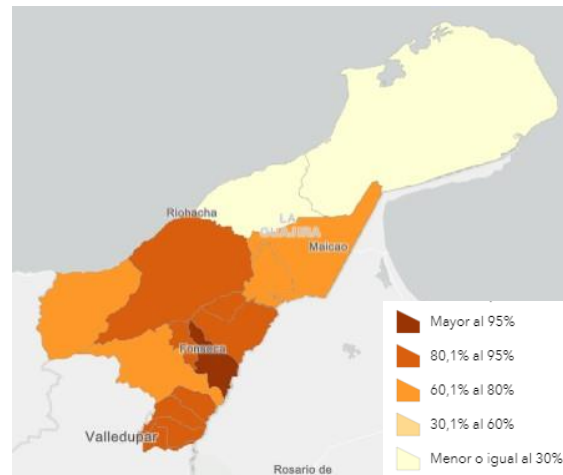 Riohacha
LA
GUAJIRA
Maicao
Fonseca
Valledupar
Rosario de
Mayor al 95%
80,1% al 95%
60,1% al 80%
30,1% al 60%
Menor o igual al 30%